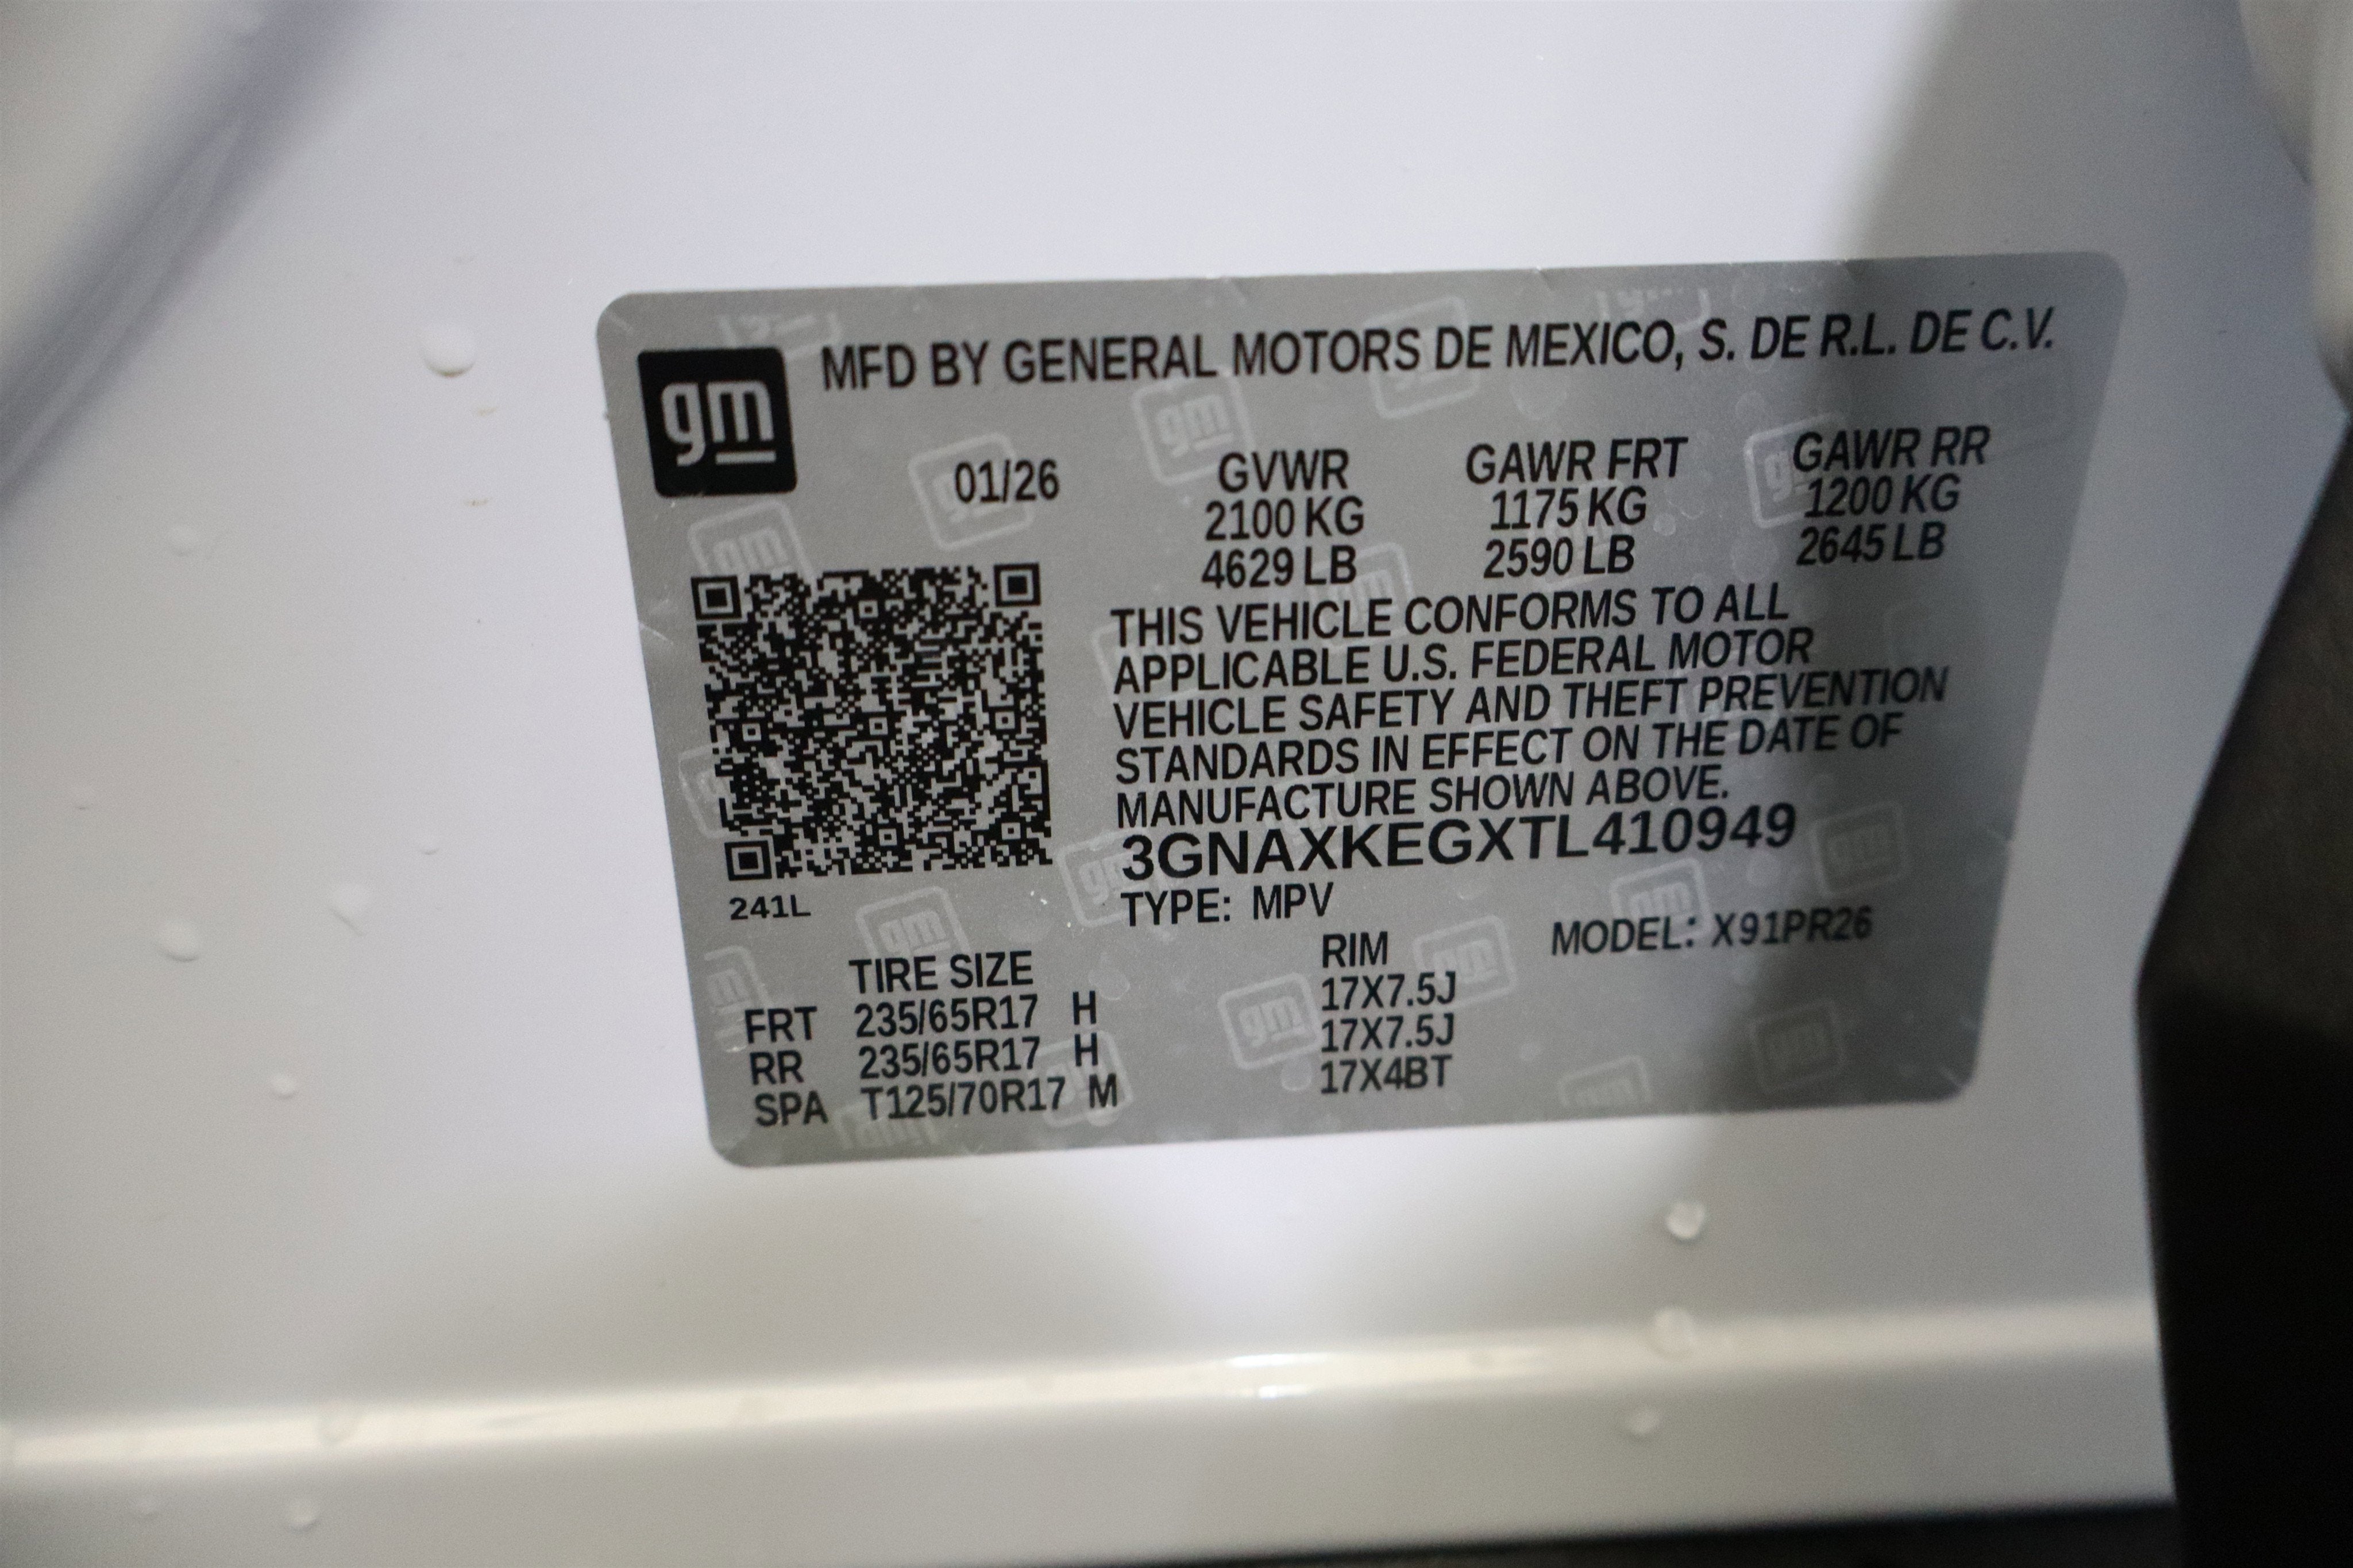 gm
MFD BY GENERAL MOTORS DE MEXICO, S. DE R.L. DE C.V.
01/26
GVWR GAWR FRT GAWR RR
2100 KG 1175 KG 1200 KG
4629 LB 2590 LB 2645 LB
THIS VEHICLE CONFORMS TO ALL
APPLICABLE U.S. FEDERAL MOTOR
VEHICLE SAFETY AND THEFT PREVENTION
STANDARDS IN EFFECT ON THE DATE OF
MANUFACTURE SHOWN ABOVE.
3GNAXKEGXTL410949
241L
TYPE: MPV
MODEL: X91PR26
TIRE SIZE RIM
FRT 235/65R17 H 17X7.5J
RR 235/65R17 H 17X7.5J
SPA T125/70R17 M 17X4BT